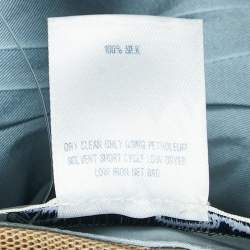 100% SILK
DRY CLEAN ONLY USING PETROLEUM
SOLVENT SHORT CYCLE LOW DRYER
LOW IRON NET BAG